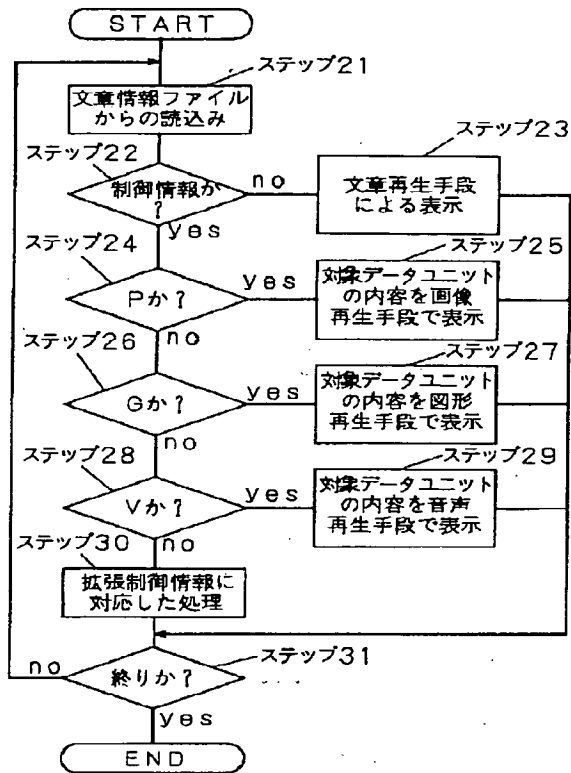 START
ステップ21
文章情報ファイル
からの読込み
ステップ22
制御情報か
?
no
yes
ステップ23
文章再生手段
による表示
ステップ24
Pか?
yes
no
ステップ25
対象データユニット
の内容を画像
再生手段で表示
ステップ26
Gか?
yes
no
ステップ27
対象データユニット
の内容を図形
再生手段で表示
ステップ28
Vか?
yes
no
ステップ29
対象データユニット
の内容を音声
再生手段で表示
ステップ30
拡張制御情報に
対応した処理
ステップ31
終りか?
no
yes
END